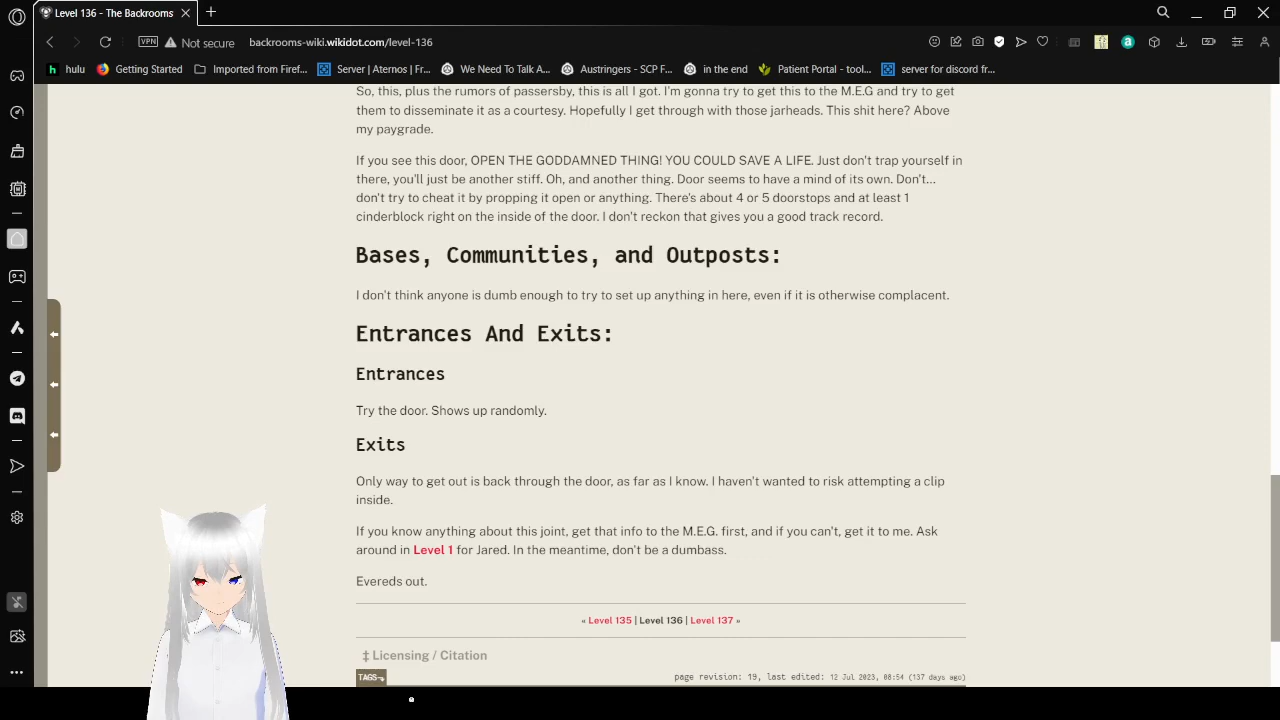 Level 136 - The Backrooms
VPN Not secure backrooms-wiki.wikidot.com/level-136
hulu Getting Started Imported from Firef... Server | Aternos | Fr... We Need To Talk A... Austringers - SCP F... in the end Patient Portal - tool... server for discord fr...
So, this, plus the rumors of passersby, this is all I got. I'm gonna try to get this to the M.E.G and try to get
them to disseminate it as a courtesy. Hopefully I get through with those jarheads. This shit here? Above
my paygrade.
If you see this door, OPEN THE GODDAMNED THING! YOU COULD SAVE A LIFE. Just don't trap yourself in
there, you'll just be another stiff. Oh, and another thing. Door seems to have a mind of its own. Don't...
don't try to cheat it by propping it open or anything. There's about 4 or 5 doorstops and at least 1
cinderblock right on the inside of the door. I don't reckon that gives you a good track record.
Bases, Communities, and Outposts:
I don't think anyone is dumb enough to try to set up anything in here, even if it is otherwise complacent.
Entrances And Exits:
Entrances
Try the door. Shows up randomly.
Exits
Only way to get out is back through the door, as far as I know. I haven't wanted to risk attempting a clip
inside.
If you know anything about this joint, get that info to the M.E.G. first, and if you can't, get it to me. Ask
around in Level 1 for Jared. In the meantime, don't be a dumbass.
Evereds out.
« Level 135 | Level 136 | Level 137 »
‡ Licensing / Citation
TAGS
page revision: 19, last edited: 12 Jul 2023, 08:54 (137 days ago)